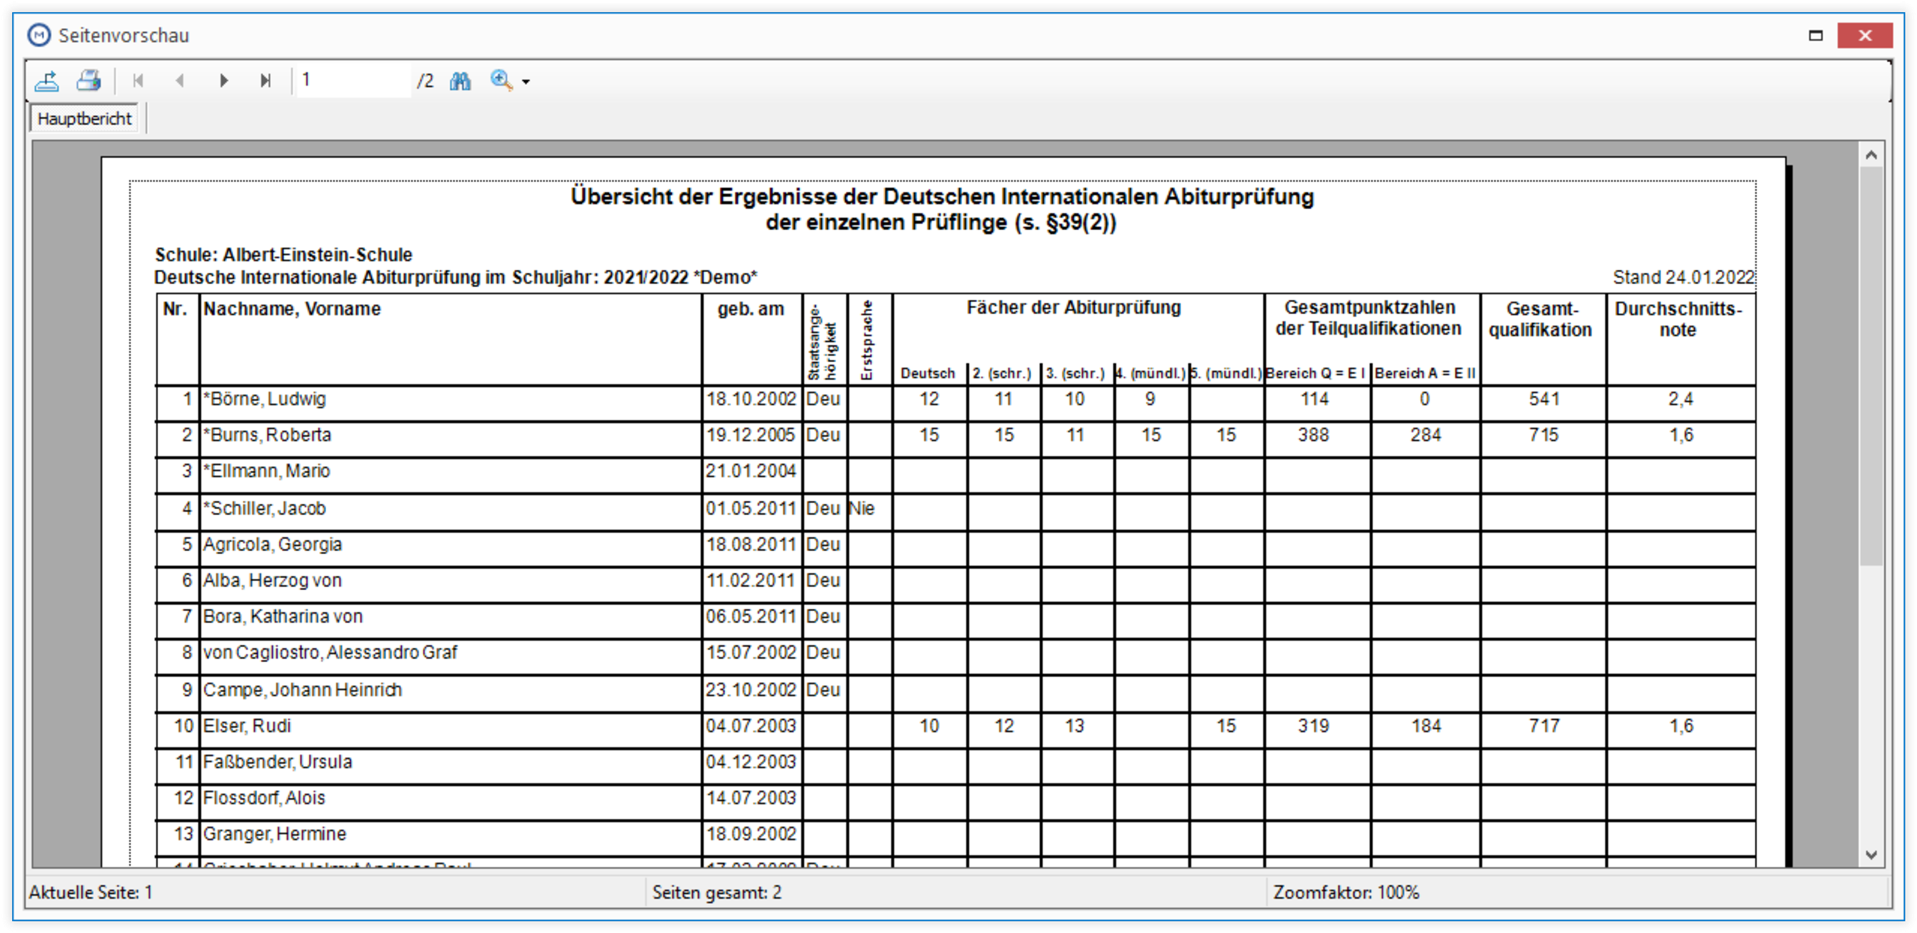 Seitenvorschau
1 /2
Hauptbericht
Übersicht der Ergebnisse der Deutschen Internationalen Abiturprüfung
der einzelnen Prüflinge (s. §39(2))
Schule: Albert-Einstein-Schule
Deutsche Internationale Abiturprüfung im Schuljahr: 2021/2022 *Demo* Stand 24.01.2022
Nr. Nachname, Vorname geb. am Staatsange-hörigkeit Erstsprache Fächer der Abiturprüfung Gesamtpunktzahlen der Teilqualifikationen Gesamt-qualifikation Durchschnitts-note
Deutsch 2. (schr.) 3. (schr.) 4. (mündl.) 5. (mündl.) Bereich Q = E I Bereich A = E II
1 *Börne, Ludwig 18.10.2002 Deu 12 11 10 9 114 0 541 2,4
2 *Burns, Roberta 19.12.2005 Deu 15 15 11 15 15 388 284 715 1,6
3 *Ellmann, Mario 21.01.2004
4 *Schiller, Jacob 01.05.2011 Deu Nie
5 Agricola, Georgia 18.08.2011 Deu
6 Alba, Herzog von 11.02.2011 Deu
7 Bora, Katharina von 06.05.2011 Deu
8 von Cagliostro, Alessandro Graf 15.07.2002 Deu
9 Campe, Johann Heinrich 23.10.2002 Deu
10 Elser, Rudi 04.07.2003 10 12 13 15 319 184 717 1,6
11 Faßbender, Ursula 04.12.2003
12 Flossdorf, Alois 14.07.2003
13 Granger, Hermine 18.09.2002
Aktuelle Seite: 1 Seiten gesamt: 2 Zoomfaktor: 100%